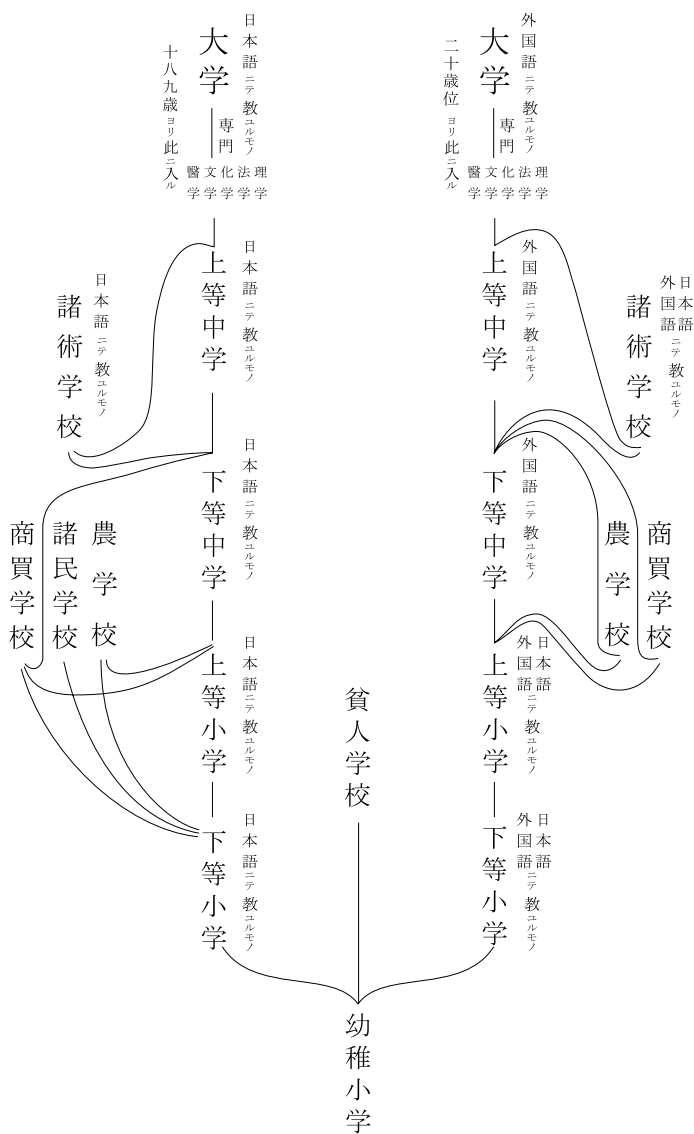 外国語ニテ教ユルモノ
大学
二十歳位ヨリ此ニ入ル
専門
理学
法学
化学
文学
醫学
日本語ニテ教ユルモノ
大学
十八九歳ヨリ此ニ入ル
専門
理学
法学
化学
文学
醫学
日本語
外国語
ニテ教ユルモノ
諸術学校
外国語ニテ教ユルモノ
上等中学
日本語ニテ教ユルモノ
上等中学
日本語ニテ教ユルモノ
諸術学校
外国語ニテ教ユルモノ
下等中学
日本語ニテ教ユルモノ
下等中学
商買学校
農学校
農学校
諸民学校
商買学校
日本語
外国語
ニテ教ユルモノ
上等小学
日本語ニテ教ユルモノ
上等小学
貧人学校
日本語
外国語
ニテ教ユルモノ
下等小学
日本語ニテ教ユルモノ
下等小学
幼稚小学